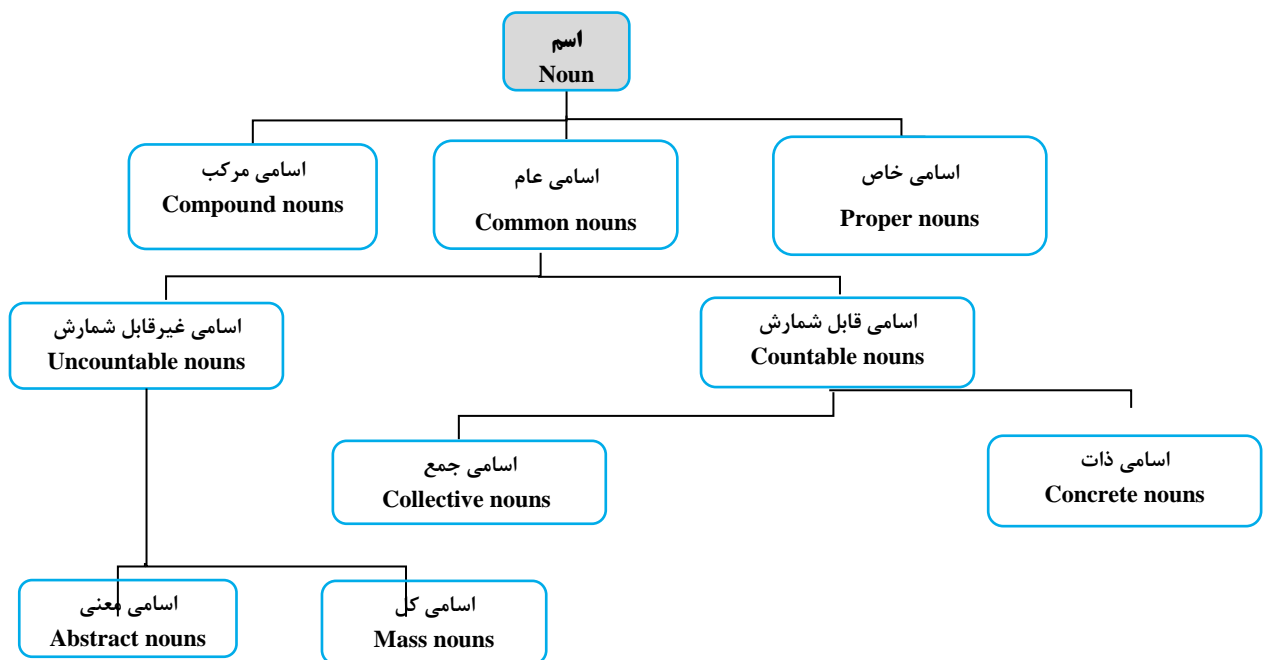 اسم
Noun
اسامی مرکب
Compound nouns
اسامی عام
Common nouns
اسامی خاص
Proper nouns
اسامی غیرقابل شمارش
Uncountable nouns
اسامی قابل شمارش
Countable nouns
اسامی جمع
Collective nouns
اسامی ذات
Concrete nouns
اسامی معنی
Abstract nouns
اسامی کل
Mass nouns